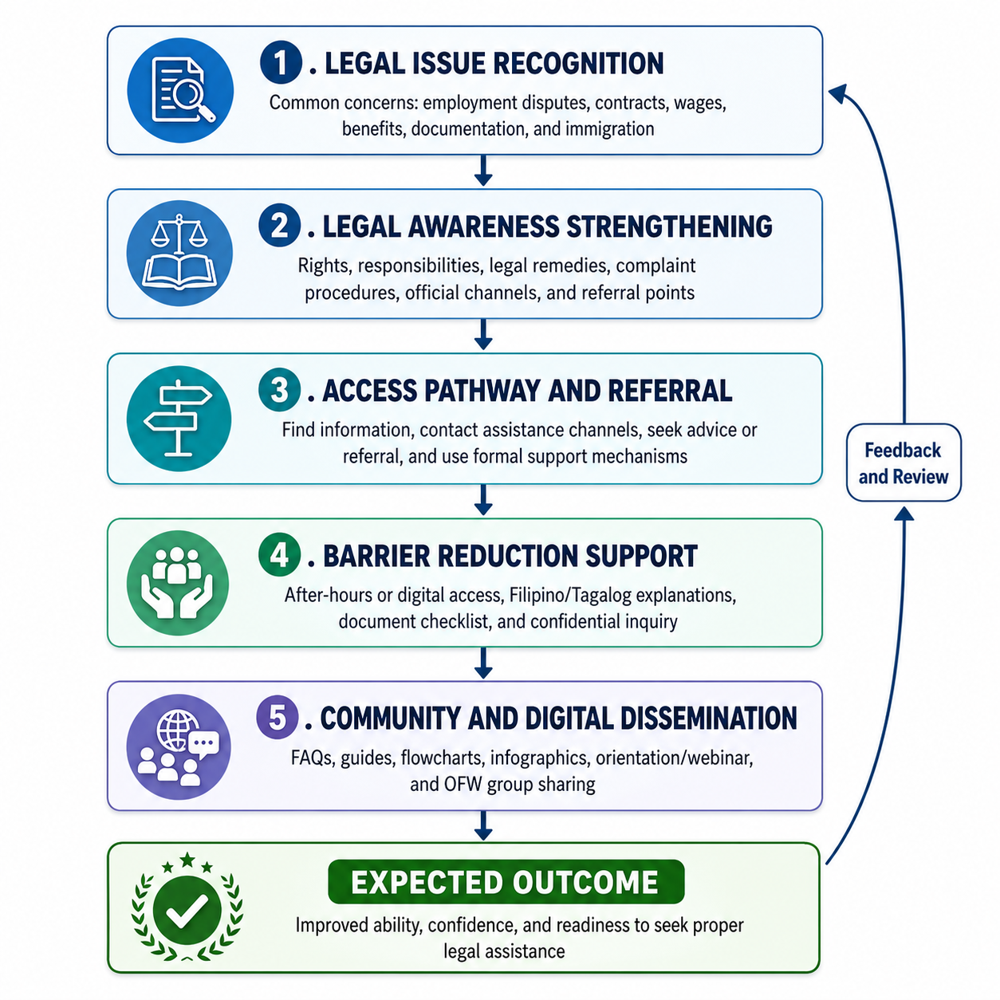 1. LEGAL ISSUE RECOGNITION
Common concerns: employment disputes, contracts, wages,
benefits, documentation, and immigration
2. LEGAL AWARENESS STRENGTHENING
Rights, responsibilities, legal remedies, complaint
procedures, official channels, and referral points
3. ACCESS PATHWAY AND REFERRAL
Find information, contact assistance channels, seek advice or
referral, and use formal support mechanisms
4. BARRIER REDUCTION SUPPORT
After-hours or digital access, Filipino/Tagalog explanations,
document checklist, and confidential inquiry
5. COMMUNITY AND DIGITAL DISSEMINATION
FAQs, guides, flowcharts, infographics, orientation/webinar,
and OFW group sharing
EXPECTED OUTCOME
Improved ability, confidence, and readiness to seek proper
legal assistance
Feedback
and Review